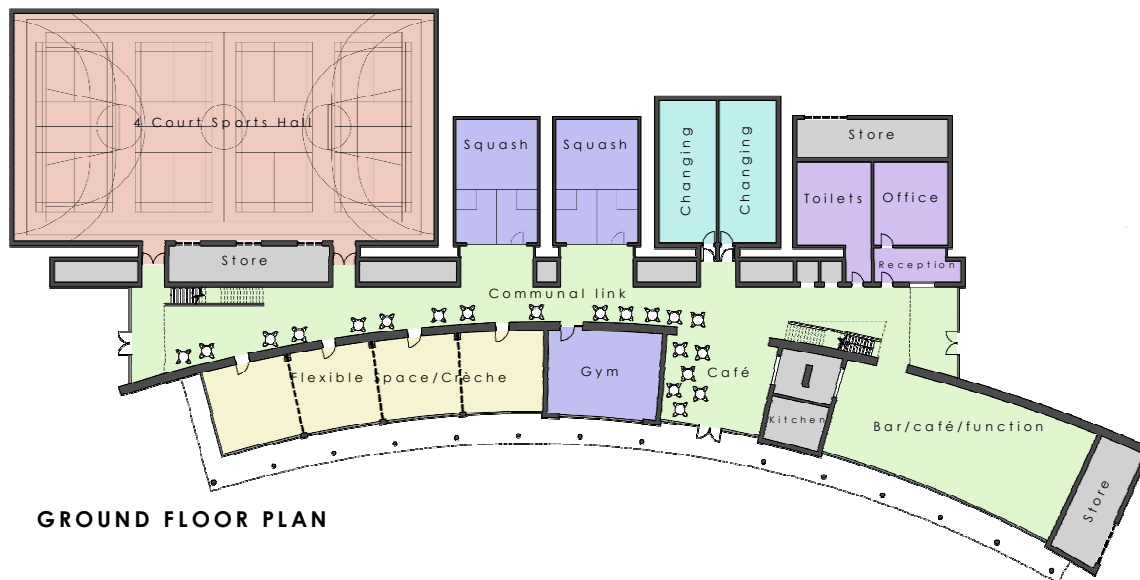 4 Court Sports Hall
Squash
Squash
Changing
Changing
Store
Toilets
Office
Store
Reception
Communal link
Flexible Space/Crèche
Gym
Café
Kitchen
Bar/café/function
Store
GROUND FLOOR PLAN